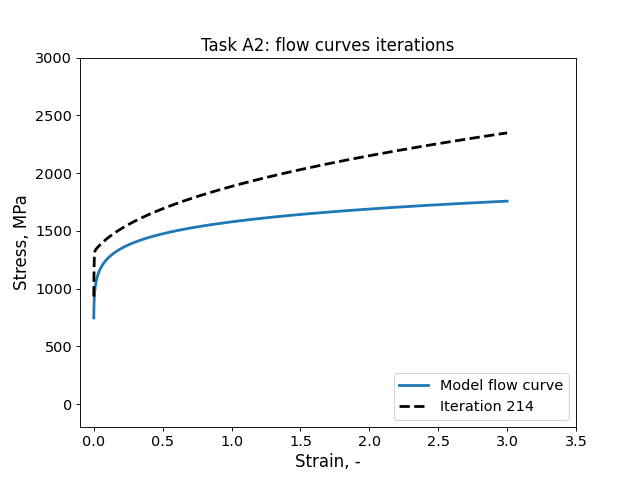 Task A2: flow curves iterations
3000
2500
2000
1500
1000
500
0
Stress, MPa
Model flow curve
Iteration 214
0.0 0.5 1.0 1.5 2.0 2.5 3.0 3.5
Strain, -